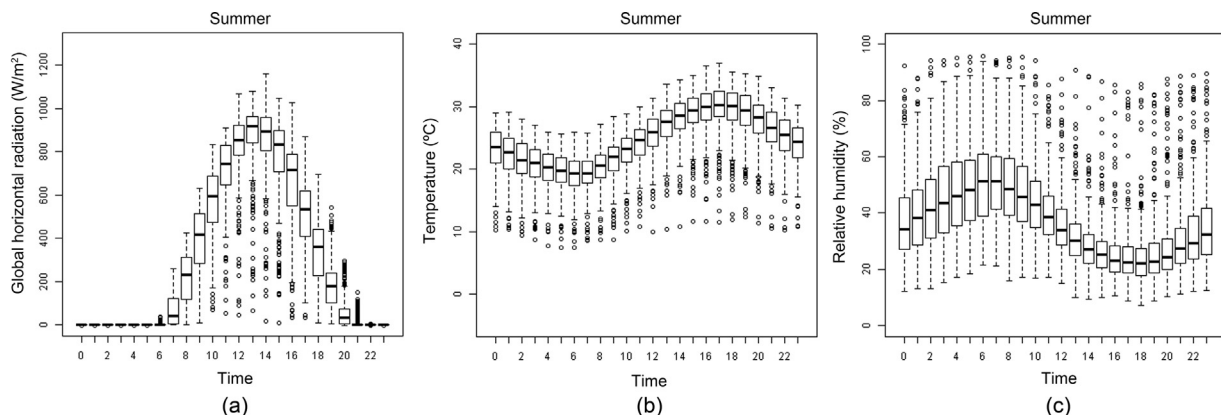 Summer
Global horizontal radiation (W/m²)
1200
1000
800
600
400
200
0
0 2 4 6 8 10 12 14 16 18 20 22
Time
(a)
Summer
Temperature (ºC)
40
30
20
10
0
0 2 4 6 8 10 12 14 16 18 20 22
Time
(b)
Summer
Relative humidity (%)
100
80
60
40
20
0
0 2 4 6 8 10 12 14 16 18 20 22
Time
(c)